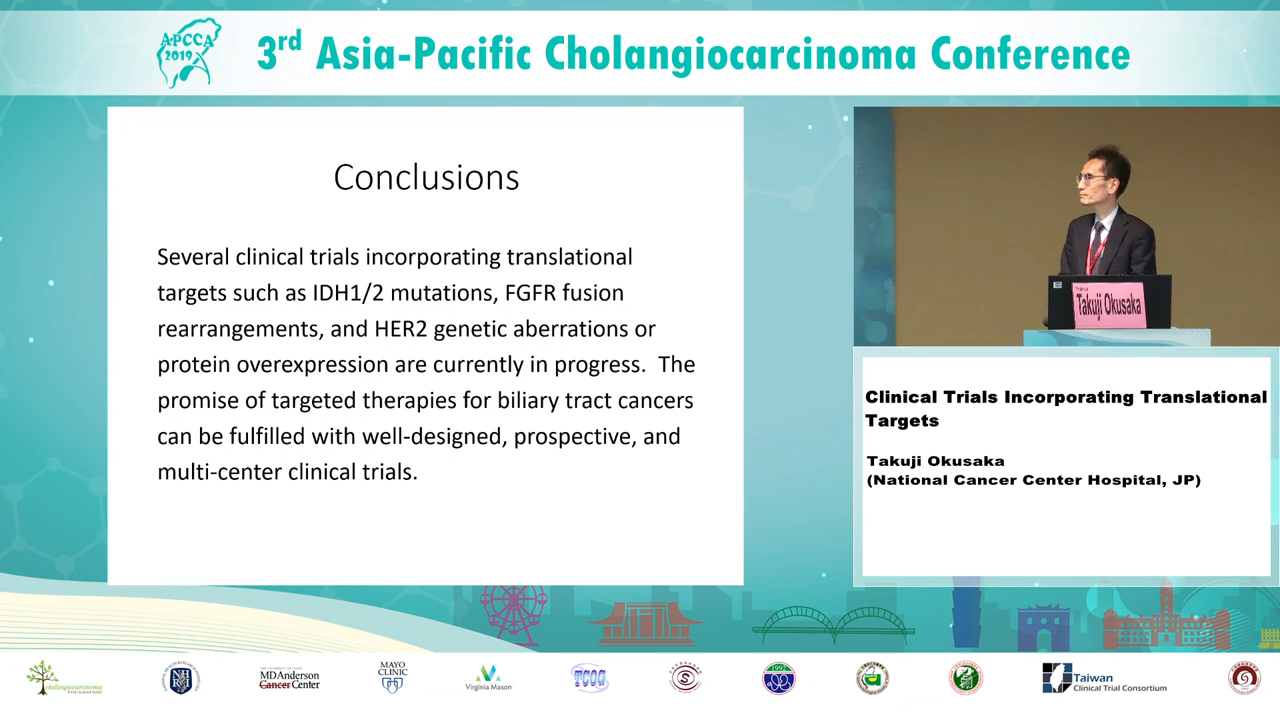 APCCA
2019
3rd Asia-Pacific Cholangiocarcinoma Conference
Conclusions
Several clinical trials incorporating translational
targets such as IDH1/2 mutations, FGFR fusion
rearrangements, and HER2 genetic aberrations or
protein overexpression are currently in progress.  The
promise of targeted therapies for biliary tract cancers
can be fulfilled with well-designed, prospective, and
multi-center clinical trials.
Takuji Okusaka
Clinical Trials Incorporating Translational
Targets
Takuji Okusaka
(National Cancer Center Hospital, JP)
cholangiocarcinoma
FOUNDATION
NHRI
MDAnderson
Cancer Center
MAYO
CLINIC
Virginia Mason
TCOG
Taiwan
Clinical Trial Consortium